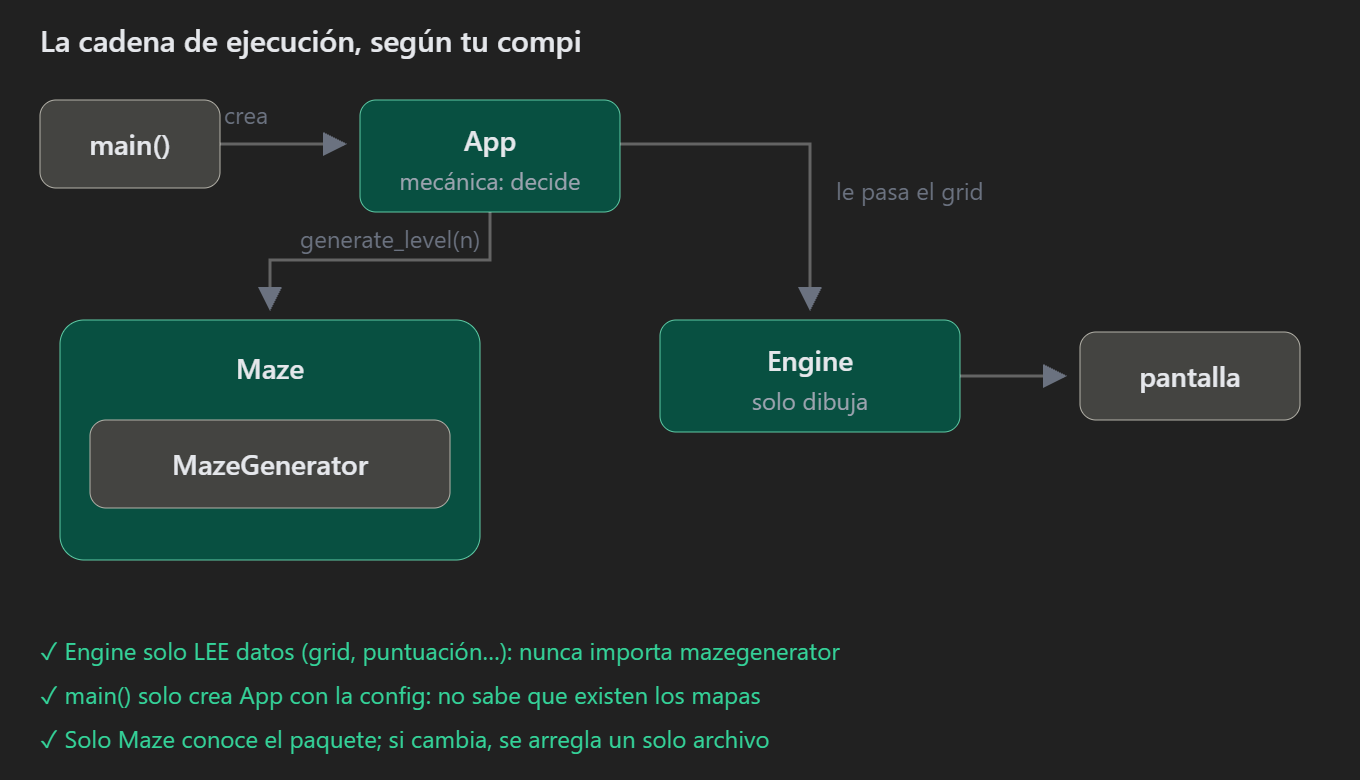 La cadena de ejecución, según tu compi
main()
crea
App
mecánica: decide
le pasa el grid
generate_level(n)
Maze
MazeGenerator
Engine
solo dibuja
pantalla
✓ Engine solo LEE datos (grid, puntuación...): nunca importa mazegenerator
✓ main() solo crea App con la config: no sabe que existen los mapas
✓ Solo Maze conoce el paquete; si cambia, se arregla un solo archivo